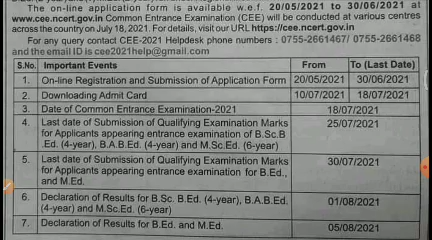 The on-line application form is available w.e.f. 20/05/2021 to 30/06/2021 at
www.cee.ncert.gov.in Common Entrance Examination (CEE) will be conducted at various centres
across the country on July 18, 2021. For details, visit our URL https://cee.ncert.gov.in.
For any query contact CEE-2021 Helpdesk phone numbers : 0755-2661467/ 0755-2661468
and the email ID is cee2021help@gmail.com
S.No. Important Events From To (Last Date)
1. On-line Registration and Submission of Application Form 20/05/2021 30/06/2021
2. Downloading Admit Card 10/07/2021 18/07/2021
3. Date of Common Entrance Examination-2021 18/07/2021
4. Last date of Submission of Qualifying Examination Marks 25/07/2021
for Applicants appearing entrance examination of B.Sc.B
.Ed. (4-year), B.A.B.Ed. (4-year) and M.Sc.Ed. (6-year)
5. Last date of Submission of Qualifying Examination Marks 30/07/2021
for Applicants appearing entrance examination for B.Ed.,
and M.Ed.
6. Declaration of Results for B.Sc. B.Ed. (4-year), B.A.B.Ed. 01/08/2021
(4-year) and M.Sc.Ed. (6-year)
7. Declaration of Results for B.Ed. and M.Ed. 05/08/2021